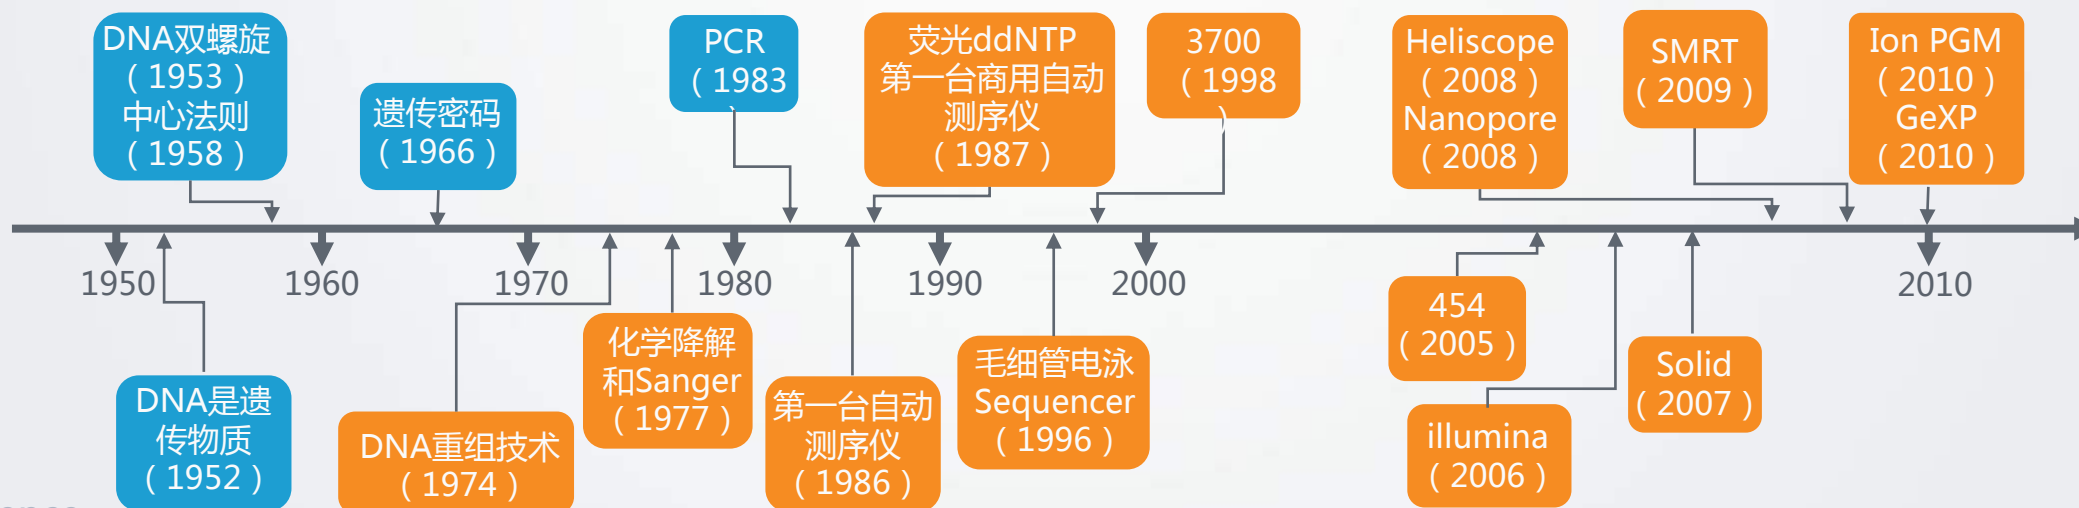 DNA双螺旋
（1953）
中心法则
（1958）
遗传密码
（1966）
PCR
（1983）
荧光ddNTP
第一台商用自动
测序仪
（1987）
3700
（1998）
Heliscope
（2008）
Nanopore
（2008）
SMRT
（2009）
Ion PGM
（2010）
GeXP
（2010）
1950
1960
1970
1980
1990
2000
2010
DNA是遗
传物质
（1952）
DNA重组技术
（1974）
化学降解
和Sanger
（1977）
第一台自动
测序仪
（1986）
毛细管电泳
Sequencer
（1996）
454
（2005）
illumina
（2006）
Solid
（2007）